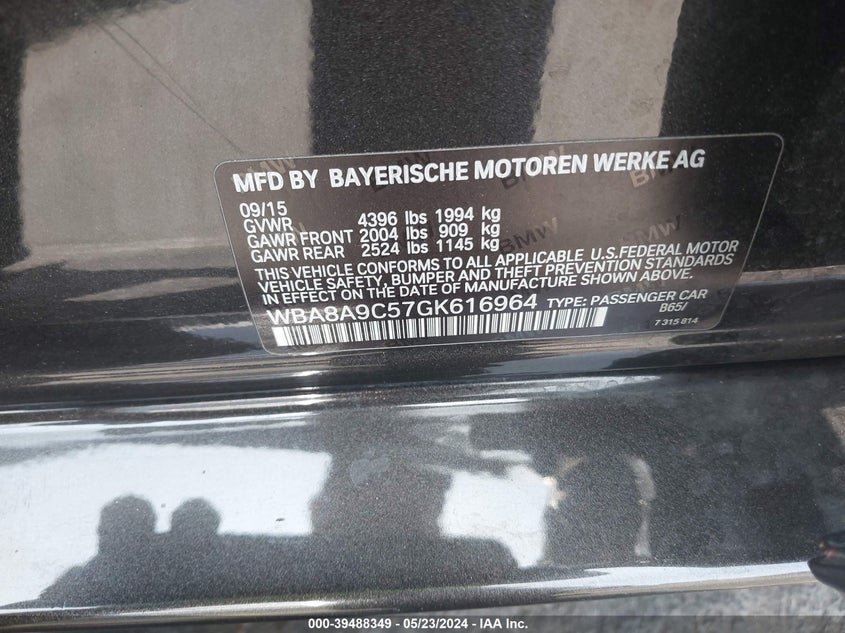 MFD BY BAYERISCHE MOTOREN WERKE AG
09/15
GVWR 4396 lbs 1994 kg
GAWR FRONT 2004 lbs 909 kg
GAWR REAR 2524 lbs 1145 kg
THIS VEHICLE CONFORMS TO ALL APPLICABLE U.S.FEDERAL MOTOR
VEHICLE SAFETY, BUMPER AND THEFT PREVENTION STANDARDS
IN EFFECT ON THE DATE OF MANUFACTURE SHOWN ABOVE.
WBA8A9C57GK616964 TYPE: PASSENGER CAR
B65/
7 315 814
000-39488349 - 05/23/2024 - IAA Inc.